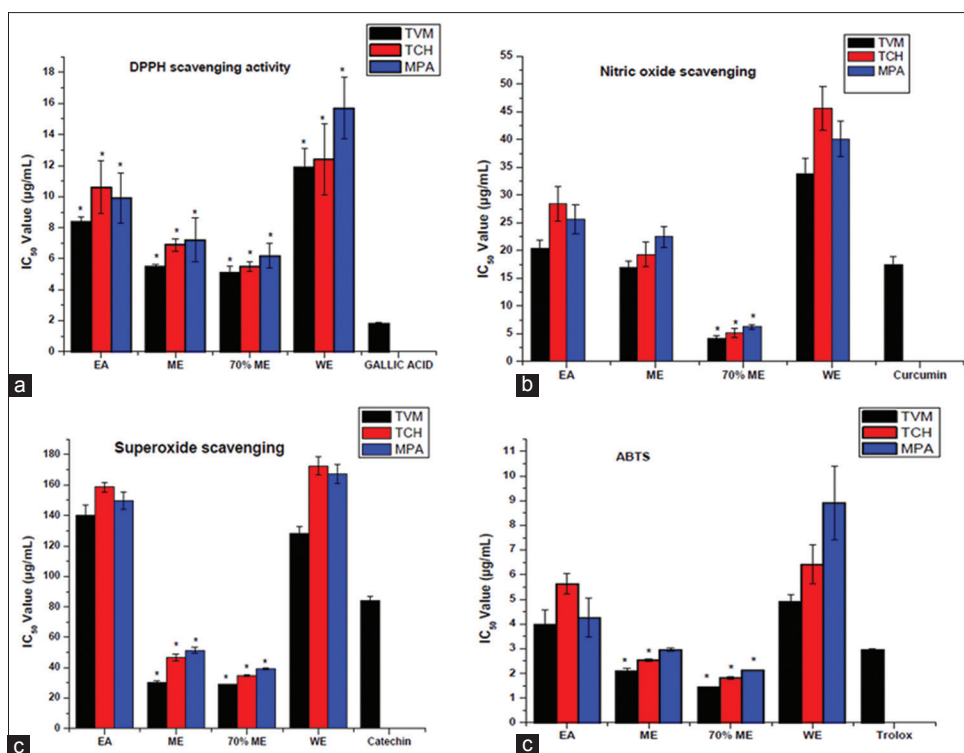 TVM
TCH
MPA
DPPH scavenging activity
18
16
14
12
10
8
6
4
2
0
IC50 Value (µg/mL)
* * * * * * * * * * * *
EA ME 70% ME WE GALLIC ACID
a
TVM
TCH
MPA
Nitric oxide scavenging
55
50
45
40
35
30
25
20
15
10
5
0
IC50 Value (µg/mL)
* * *
EA ME 70% ME WE Curcumin
b
TVM
TCH
MPA
Superoxide scavenging
180
160
140
120
100
80
60
40
20
0
IC50 Value (µg/mL)
* * * * * *
EA ME 70% ME WE Catechin
c
TVM
TCH
MPA
ABTS
11
10
9
8
7
6
5
4
3
2
1
0
IC50 Value (µg/mL)
* * * * *
EA ME 70% ME WE Trolox
c